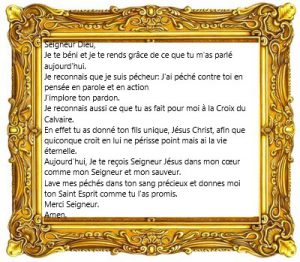 Seigneur Dieu,
Je te béni et je te rends grâce de ce que tu m'as parlé
aujourd'hui.
Je reconnais que je suis pécheur: J'ai péché contre toi en
pensée en parole et en action
J'implore ton pardon.
Je reconnais aussi ce que tu as fait pour moi à la Croix du
Calvaire.
En effet tu as donné ton fils unique, Jésus Christ, afin que
quiconque croit en lui ne périsse point mais ai la vie
éternelle.
Aujourd'hui, Je te reçois Seigneur Jésus dans mon cœur
comme mon Seigneur et mon sauveur.
Lave mes péchés dans ton sang précieux et donnes moi
ton Saint Esprit comme tu l'as promis.
Merci Seigneur.
Amen.